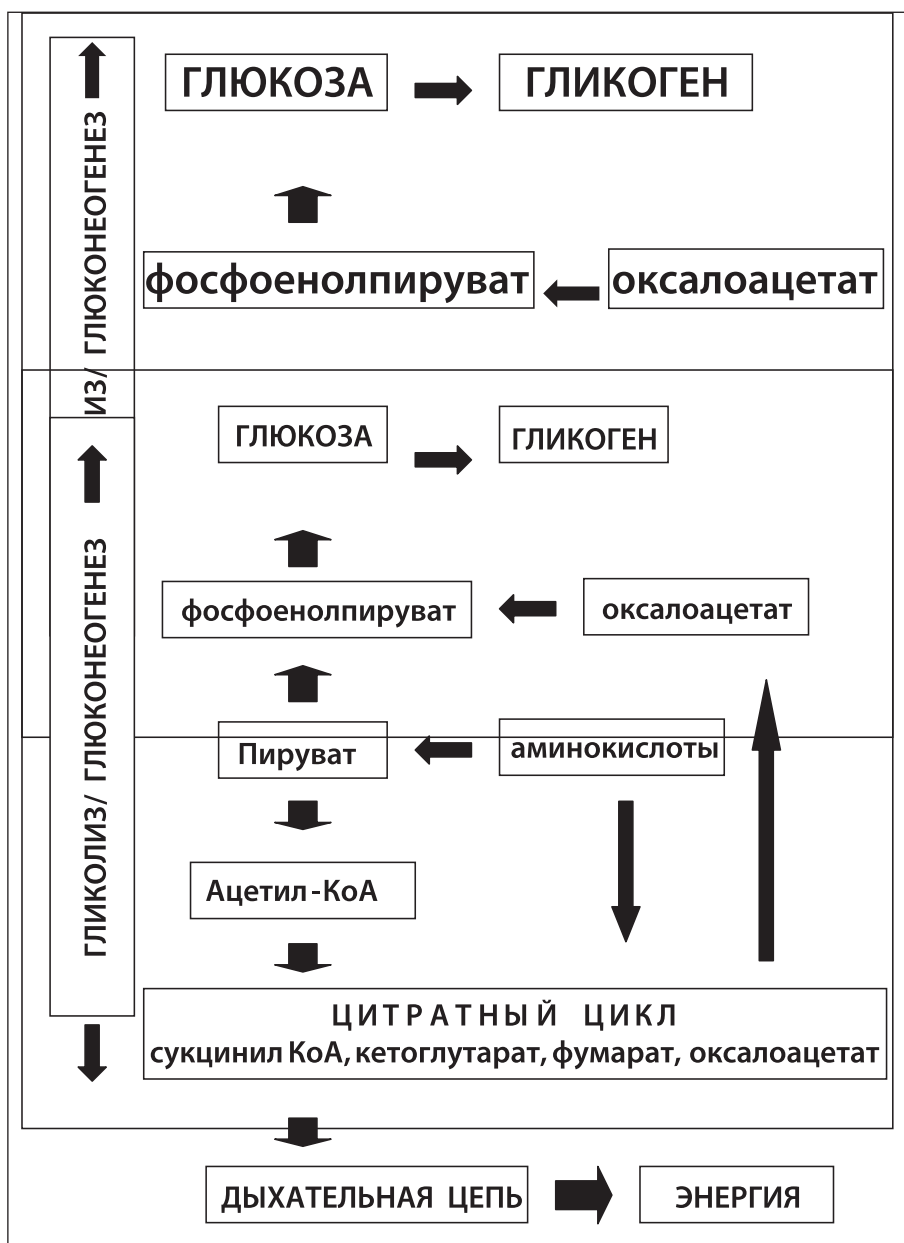 ГЛЮКОЗА
ГЛИКОГЕН
ИЗ/ ГЛЮКОНЕОГЕНЕЗ
фосфоенолпируват
оксалоацетат
ГЛЮКОЗА
ГЛИКОГЕН
ГЛИКОЛИЗ/ ГЛЮКОНЕОГЕНЕЗ
фосфоенолпируват
оксалоацетат
Пируват
аминокислоты
Ацетил-КоА
ЦИТРАТНЫЙ ЦИКЛ
сукцинил КоА, кетоглутарат, фумарат, оксалоацетат
ДЫХАТЕЛЬНАЯ ЦЕПЬ
ЭНЕРГИЯ